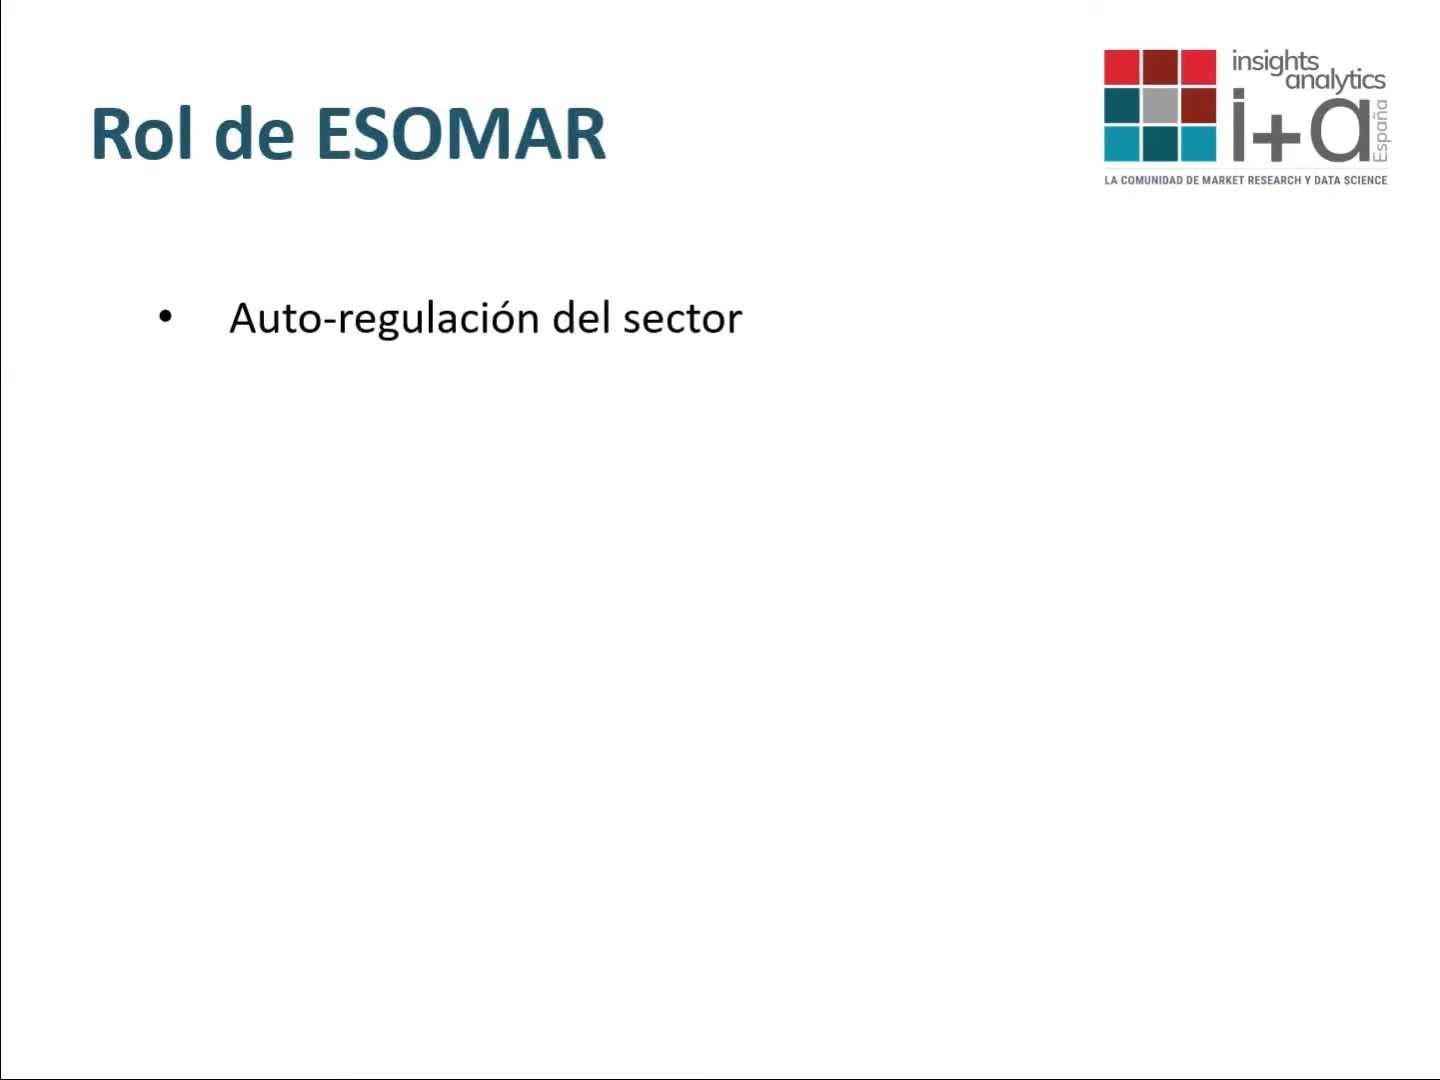 Rol de ESOMAR
insights
analytics
i+a
España
LA COMUNIDAD DE MARKET RESEARCH Y DATA SCIENCE
• Auto-regulación del sector